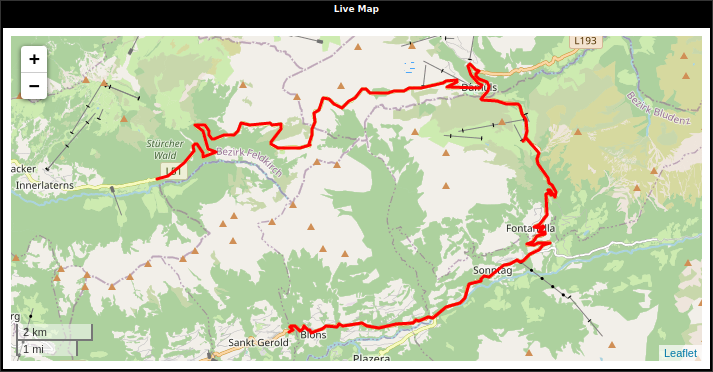 Live Map
L193
+
−
Damüls
Bezirk Bludenz
Stürcher
Wald
Bezirk Feldkirch
acker
L51
Innerlaterns
Fontanella
Sonntag
rg
2 km
Blons
Sankt Gerold
1 mi
Plazera
Leaflet